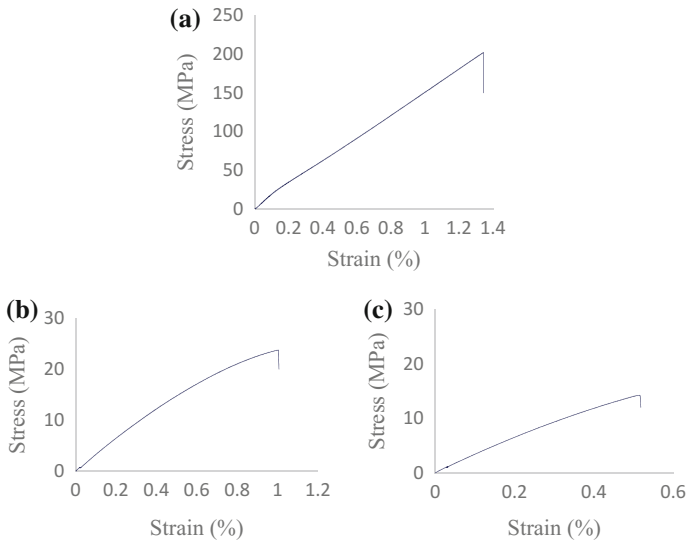 (a)
250
200
150
100
50
0
Stress (MPa)
0 0.2 0.4 0.6 0.8 1 1.2 1.4
Strain (%)
(b)
30
20
10
0
Stress (MPa)
0 0.2 0.4 0.6 0.8 1 1.2
Strain (%)
(c)
30
20
10
0
Stress (MPa)
0 0.2 0.4 0.6
Strain (%)